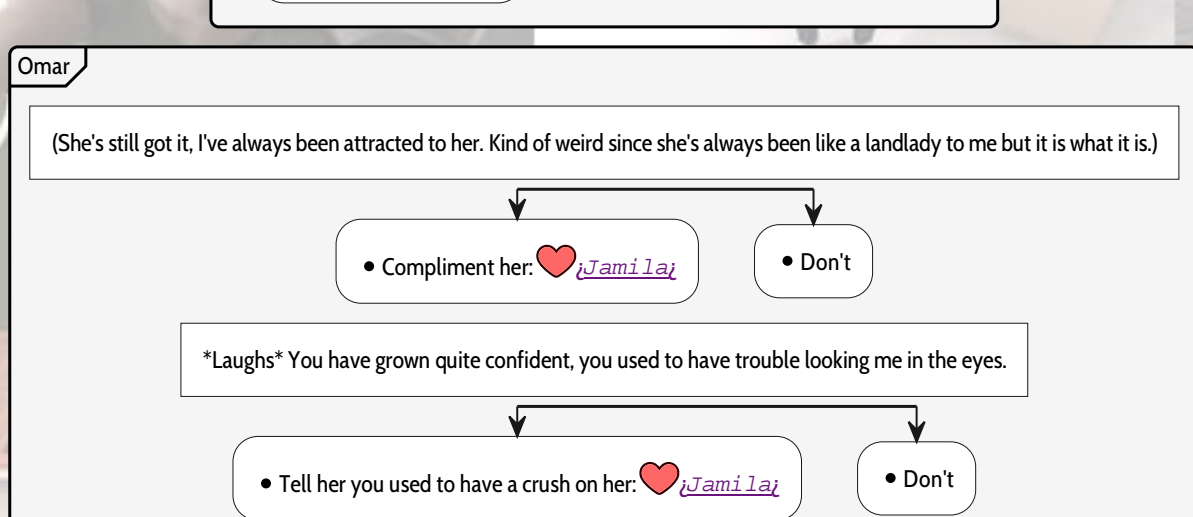 Omar
(She's still got it, I've always been attracted to her. Kind of weird since she's always been like a landlady to me but it is what it is.)
• Compliment her: ¡Jamila¡
• Don't
*Laughs* You have grown quite confident, you used to have trouble looking me in the eyes.
• Tell her you used to have a crush on her: ¡Jamila¡
• Don't